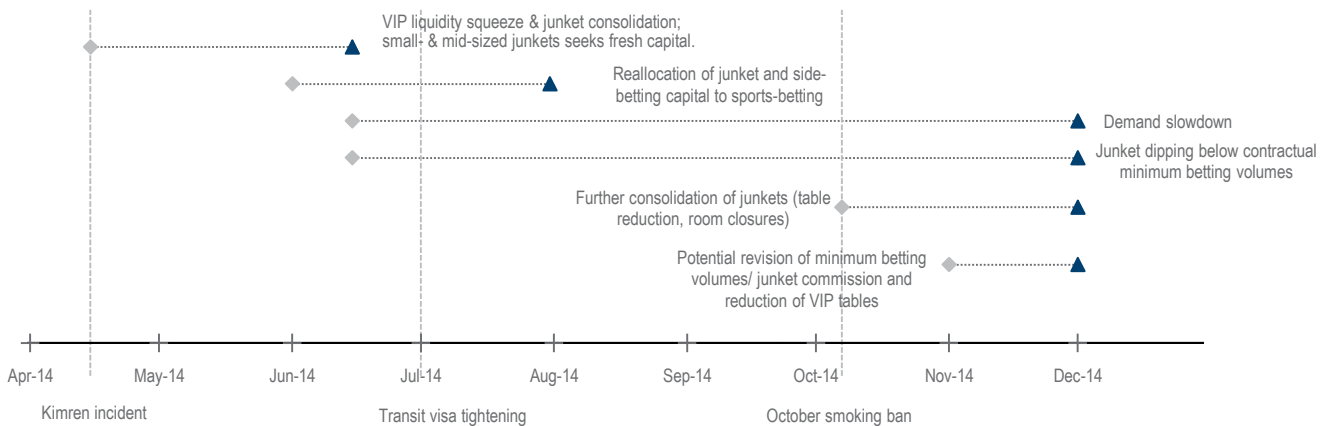 VIP liquidity squeeze & junket consolidation;
small- & mid-sized junkets seeks fresh capital.
Reallocation of junket and side-
betting capital to sports-betting
Demand slowdown
Junket dipping below contractual
minimum betting volumes
Further consolidation of junkets (table
reduction, room closures)
Potential revision of minimum betting
volumes/ junket commission and
reduction of VIP tables
Apr-14 May-14 Jun-14 Jul-14 Aug-14 Sep-14 Oct-14 Nov-14 Dec-14
Kimren incident Transit visa tightening October smoking ban